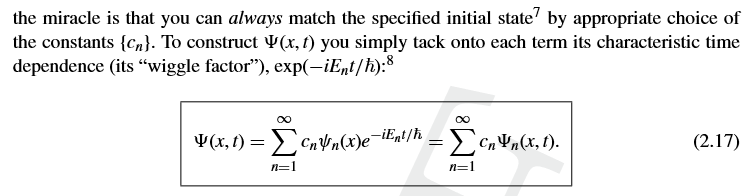 the miracle is that you can always match the specified initial state⁷ by appropriate choice of
the constants {cₙ}. To construct Ψ(x, t) you simply tack onto each term its characteristic time
dependence (its “wiggle factor”), exp(−iEₙt/ℏ):⁸
Ψ(x, t) = ∑_{n=1}^{∞} cₙψₙ(x)e^{−iEₙt/ℏ} = ∑_{n=1}^{∞} cₙΨₙ(x, t). (2.17)